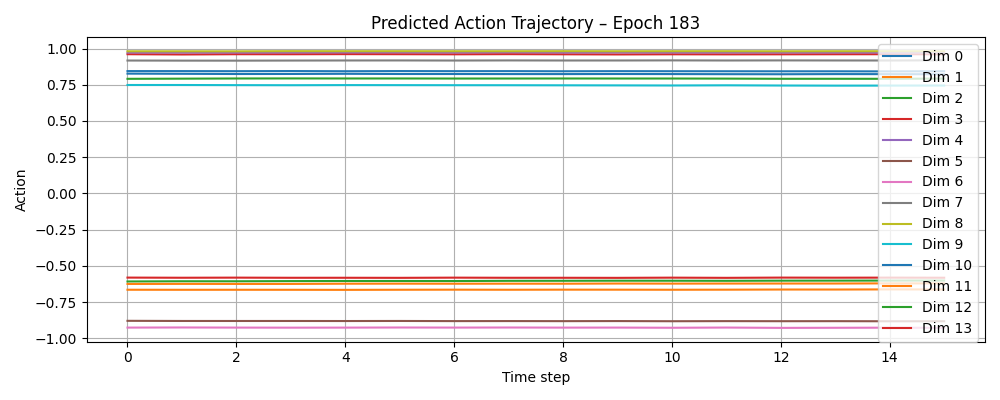 Predicted Action Trajectory – Epoch 183
Action
1.00
0.75
0.50
0.25
0.00
−0.25
−0.50
−0.75
−1.00
0 2 4 6 8 10 12 14
Time step
Dim 0
Dim 1
Dim 2
Dim 3
Dim 4
Dim 5
Dim 6
Dim 7
Dim 8
Dim 9
Dim 10
Dim 11
Dim 12
Dim 13